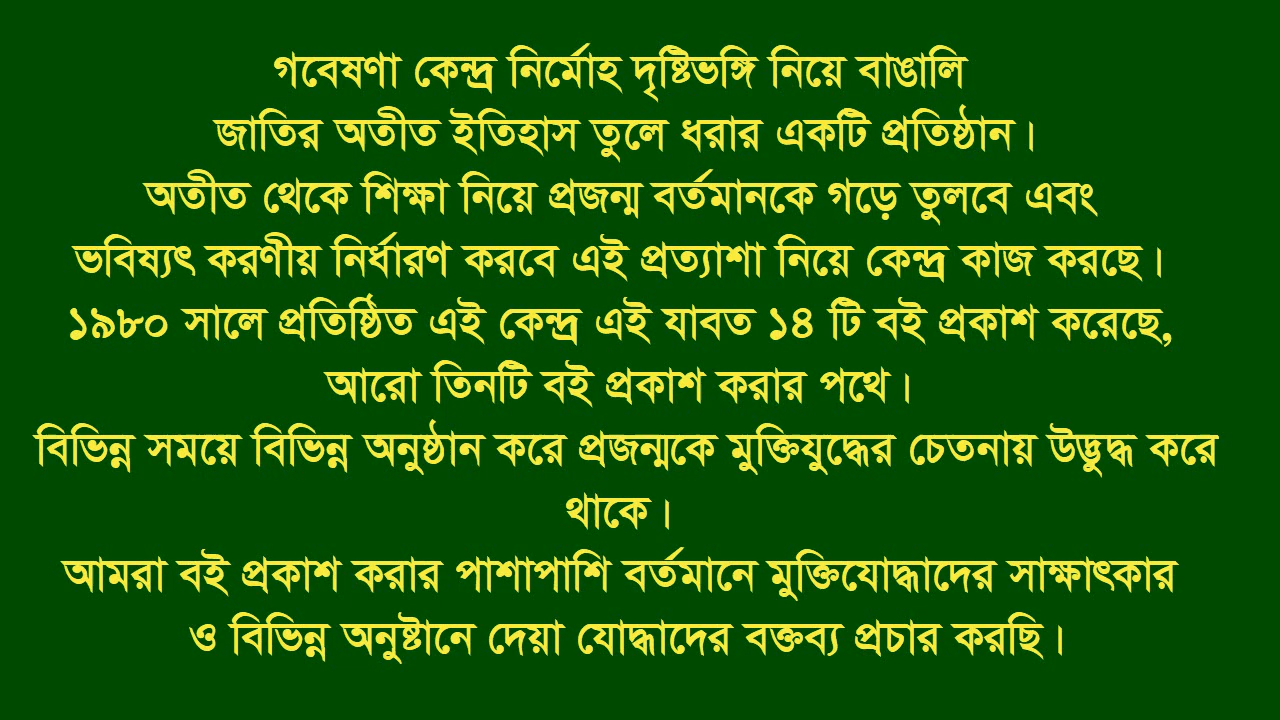 গবেষণা কেন্দ্র নির্মোহ দৃষ্টিভঙ্গি নিয়ে বাঙালি
জাতির অতীত ইতিহাস তুলে ধরার একটি প্রতিষ্ঠান।
অতীত থেকে শিক্ষা নিয়ে প্রজন্ম বর্তমানকে গড়ে তুলবে এবং
ভবিষ্যৎ করণীয় নির্ধারণ করবে এই প্রত্যাশা নিয়ে কেন্দ্র কাজ করছে।
১৯৮০ সালে প্রতিষ্ঠিত এই কেন্দ্র এই যাবত ১৪ টি বই প্রকাশ করেছে,
আরো তিনটি বই প্রকাশ করার পথে।
বিভিন্ন সময়ে বিভিন্ন অনুষ্ঠান করে প্রজন্মকে মুক্তিযুদ্ধের চেতনায় উদ্ভুদ্ধ করে
থাকে।
আমরা বই প্রকাশ করার পাশাপাশি বর্তমানে মুক্তিযোদ্ধাদের সাক্ষাৎকার
ও বিভিন্ন অনুষ্টানে দেয়া যোদ্ধাদের বক্তব্য প্রচার করছি।